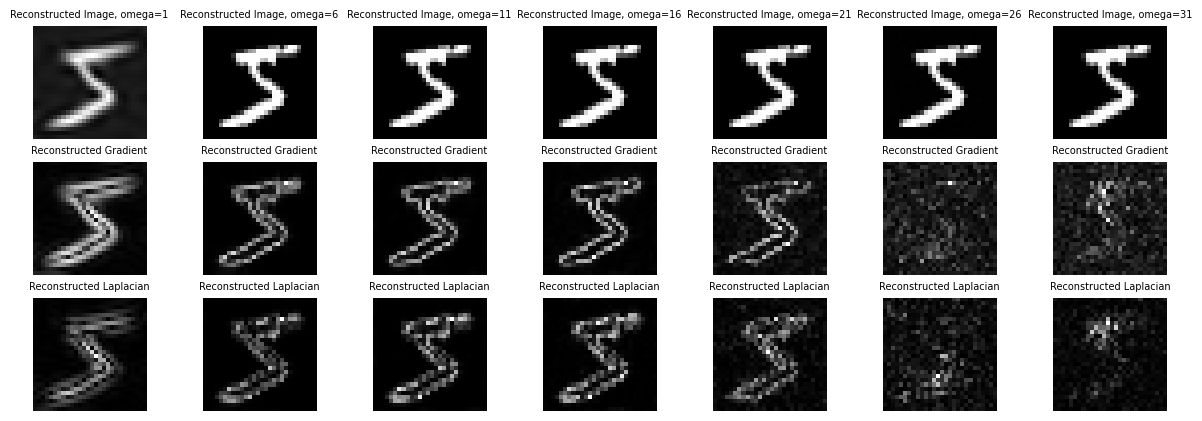 Reconstructed Image, omega=1 Reconstructed Image, omega=6 Reconstructed Image, omega=11 Reconstructed Image, omega=16 Reconstructed Image, omega=21 Reconstructed Image, omega=26 Reconstructed Image, omega=31
Reconstructed Gradient Reconstructed Gradient Reconstructed Gradient Reconstructed Gradient Reconstructed Gradient Reconstructed Gradient Reconstructed Gradient
Reconstructed Laplacian Reconstructed Laplacian Reconstructed Laplacian Reconstructed Laplacian Reconstructed Laplacian Reconstructed Laplacian Reconstructed Laplacian